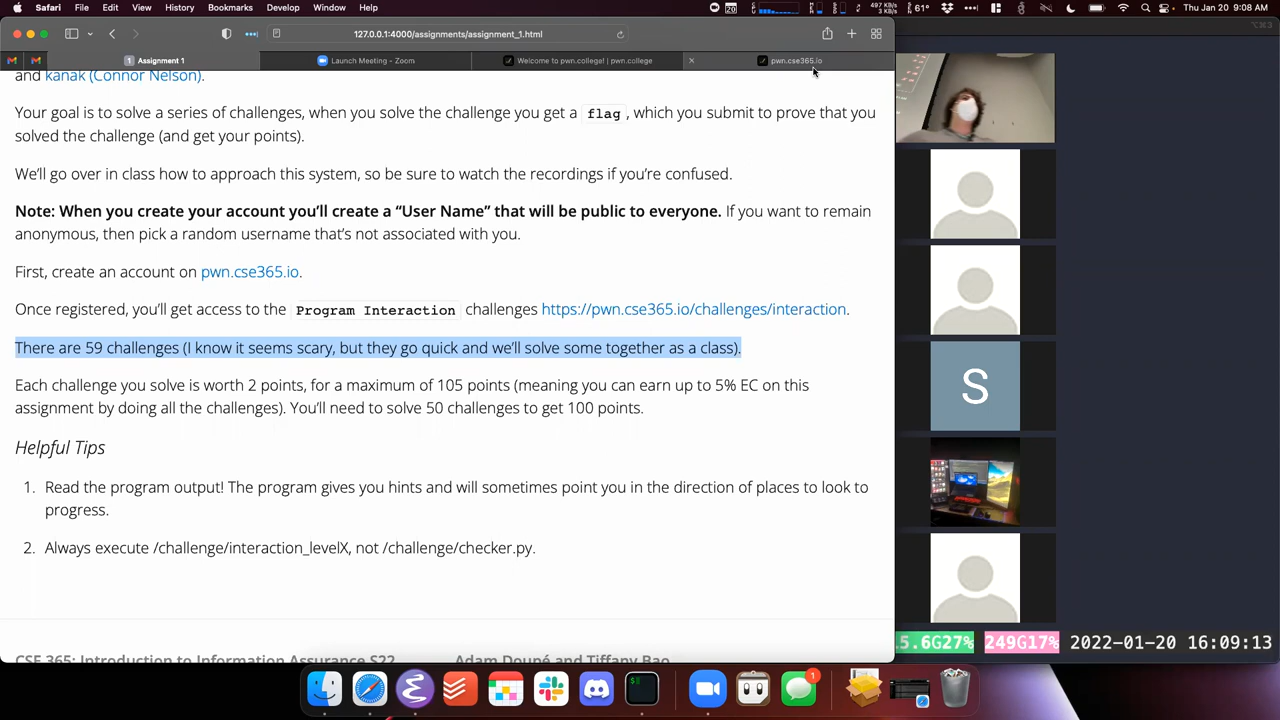 Safari File Edit View History Bookmarks Develop Window Help
20
497 KB/s
61°
Thu Jan 20 9:08 AM
127.0.0.1:4000/assignments/assignment_1.html
1 Assignment 1
Launch Meeting - Zoom
Welcome to pwn.college! | pwn.college
pwn.cse365.io
and kanak (Connor Nelson).
Your goal is to solve a series of challenges, when you solve the challenge you get a flag, which you submit to prove that you
solved the challenge (and get your points).
We'll go over in class how to approach this system, so be sure to watch the recordings if you're confused.
Note: When you create your account you'll create a “User Name” that will be public to everyone. If you want to remain
anonymous, then pick a random username that's not associated with you.
First, create an account on pwn.cse365.io.
Once registered, you'll get access to the Program Interaction challenges https://pwn.cse365.io/challenges/interaction.
There are 59 challenges (I know it seems scary, but they go quick and we'll solve some together as a class).
Each challenge you solve is worth 2 points, for a maximum of 105 points (meaning you can earn up to 5% EC on this
assignment by doing all the challenges). You'll need to solve 50 challenges to get 100 points.
Helpful Tips
1. Read the program output! The program gives you hints and will sometimes point you in the direction of places to look to
progress.
2. Always execute /challenge/interaction_levelX, not /challenge/checker.py.
CSE 365: Introduction to Information Assurance S22
Adam Doupé and Tiffany Bao
S
5.6G27% 249G17% 2022-01-20 16:09:13
1